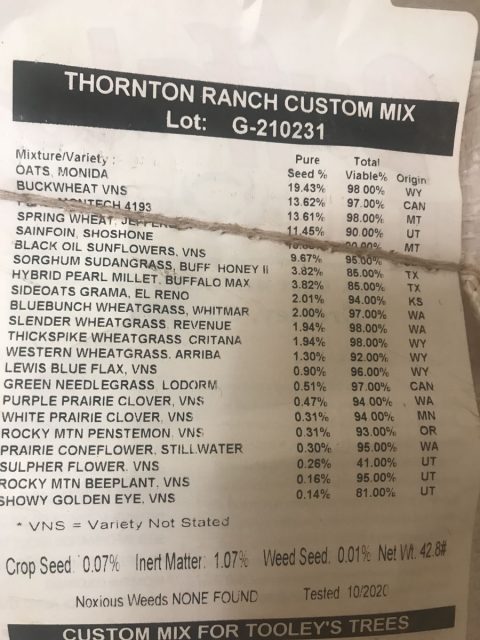 THORNTON RANCH CUSTOM MIX
Lot: G-210231
Pure Total
Mixture/Variety : Seed % Viable% Origin
OATS, MONIDA 19.43% 98.00% WY
BUCKWHEAT VNS 13.62% 97.00% CAN
MONTECH 4193 13.61% 98.00% MT
SPRING WHEAT, 11.45% 90.00% UT
SAINFOIN, SHOSHONE MT
BLACK OIL SUNFLOWERS, VNS 9.67% 95.00%
SORGHUM SUDANGRASS, BUFF HONEY II 3.82% 85.00% TX
HYBRID PEARL MILLET, BUFFALO MAX 3.82% 85.00% TX
SIDEOATS GRAMA, EL RENO 2.01% 94.00% KS
BLUEBUNCH WHEATGRASS, WHITMAR 2.00% 97.00% WA
SLENDER WHEATGRASS, REVENUE 1.94% 98.00% WA
THICKSPIKE WHEATGRASS CRITANA 1.94% 98.00% WY
WESTERN WHEATGRASS, ARRIBA 1.30% 92.00% WY
LEWIS BLUE FLAX, VNS 0.90% 96.00% WY
GREEN NEEDLEGRASS, LODORM 0.51% 97.00% CAN
PURPLE PRAIRIE CLOVER, VNS 0.47% 94.00% WA
WHITE PRAIRIE CLOVER, VNS 0.31% 94.00% MN
ROCKY MTN PENSTEMON, VNS 0.31% 93.00% OR
PRAIRIE CONEFLOWER, STILLWATER 0.30% 95.00% WA
SULPHER FLOWER, VNS 0.26% 41.00% UT
ROCKY MTN BEEPLANT, VNS 0.16% 95.00% UT
SHOWY GOLDEN EYE, VNS 0.14% 81.00% UT
* VNS = Variety Not Stated
Crop Seed: 0.07% Inert Matter: 1.07% Weed Seed: 0.01% Net Wt. 42.8#
Noxious Weeds NONE FOUND Tested 10/2020
CUSTOM MIX FOR TOOLEY'S TREES